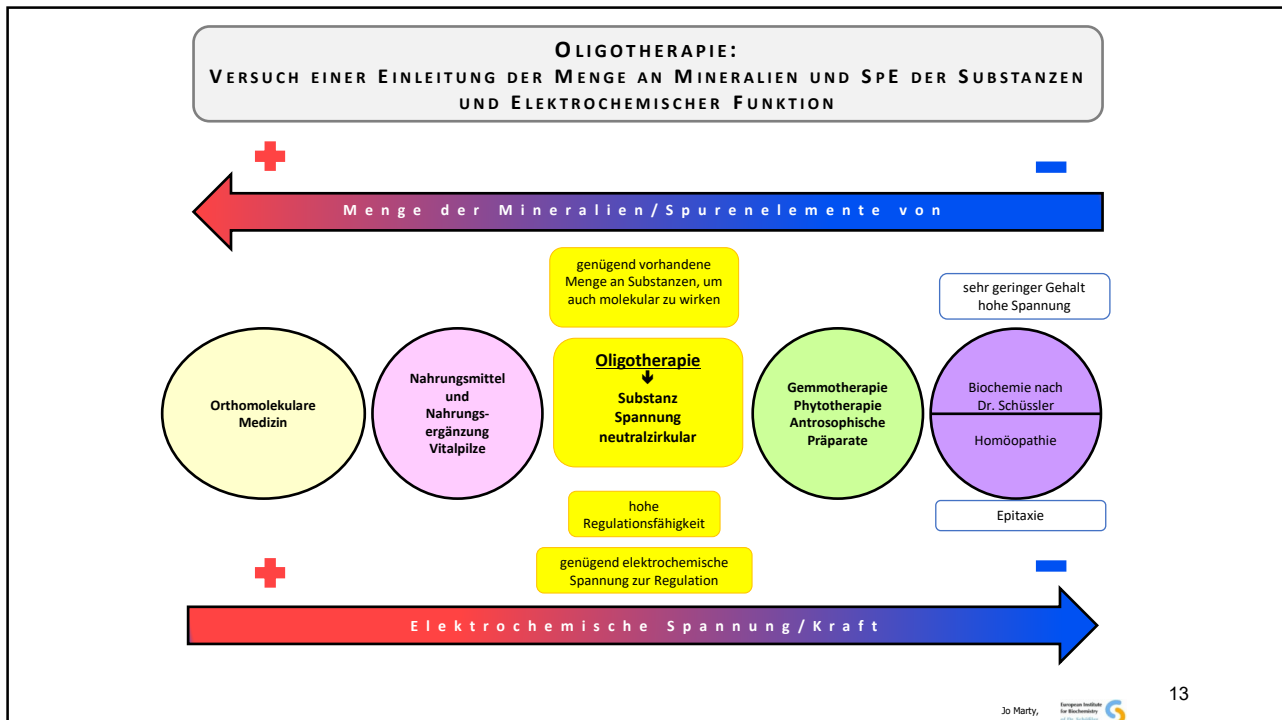 OLIGOTHERAPIE:
VERSUCH EINER EINLEITUNG DER MENGE AN MINERALIEN UND SPE DER SUBSTANZEN
UND ELEKTROCHEMISCHER FUNKTION
Menge der Mineralien/Spurenelemente von
genügend vorhandene
Menge an Substanzen, um
auch molekular zu wirken
sehr geringer Gehalt
hohe Spannung
Orthomolekulare
Medizin
Nahrungsmittel
und
Nahrungs-
ergänzung
Vitalpilze
Oligotherapie
Substanz
Spannung
neutralzirkular
Gemmotherapie
Phytotherapie
Antrosophische
Präparate
Biochemie nach
Dr. Schüssler
Homöopathie
hohe
Regulationsfähigkeit
Epitaxie
genügend elektrochemische
Spannung zur Regulation
Elektrochemische Spannung/Kraft
Jo Marty,
European Institute
for Biochemistry
of Dr. Schüßler
13